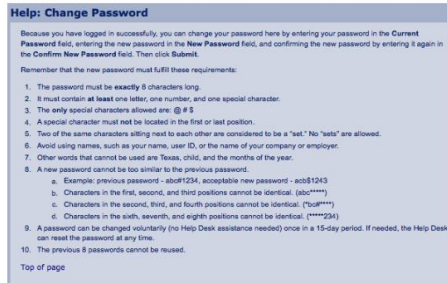 Help: Change Password
Because you have logged in successfully, you can change your password here by entering your password in the Current
Password field, entering the new password in the New Password field, and confirming the new password by entering it again in
the Confirm New Password field. Then click Submit.
Remember that the new password must fulfill these requirements:
1. The password must be exactly 8 characters long.
2. It must contain at least one letter, one number, and one special character.
3. The only special characters allowed are: @ # $
4. A special character must not be located in the first or last position.
5. Two of the same characters sitting next to each other are considered to be a "set." No "sets" are allowed.
6. Avoid using names, such as your name, user ID, or the name of your company or employer.
7. Other words that cannot be used are Texas, child, and the months of the year.
8. A new password cannot be too similar to the previous password.
a. Example: previous password - abc#1234, acceptable new password - acb$1243
b. Characters in the first, second, and third positions cannot be identical. (abc*****)
c. Characters in the second, third, and fourth positions cannot be identical. (*bc#****)
d. Characters in the sixth, seventh, and eighth positions cannot be identical. (*****234)
9. A password can be changed voluntarily (no Help Desk assistance needed) once in a 15-day period. If needed, the Help Desk
can reset the password at any time.
10. The previous 8 passwords cannot be reused.
Top of page